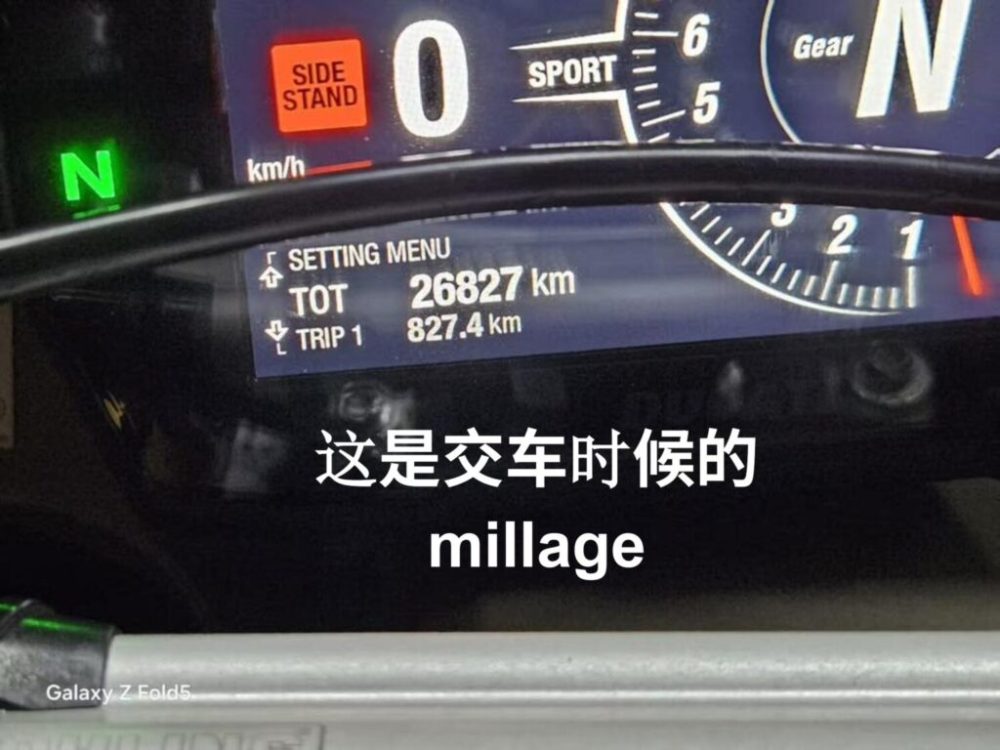 SIDE
STAND
0
SPORT
6
5
Gear
N
N
km/h
3
2
1
SETTING MENU
TOT 26827 km
TRIP 1 827.4 km
这是交车时候的
millage
Galaxy Z Fold5